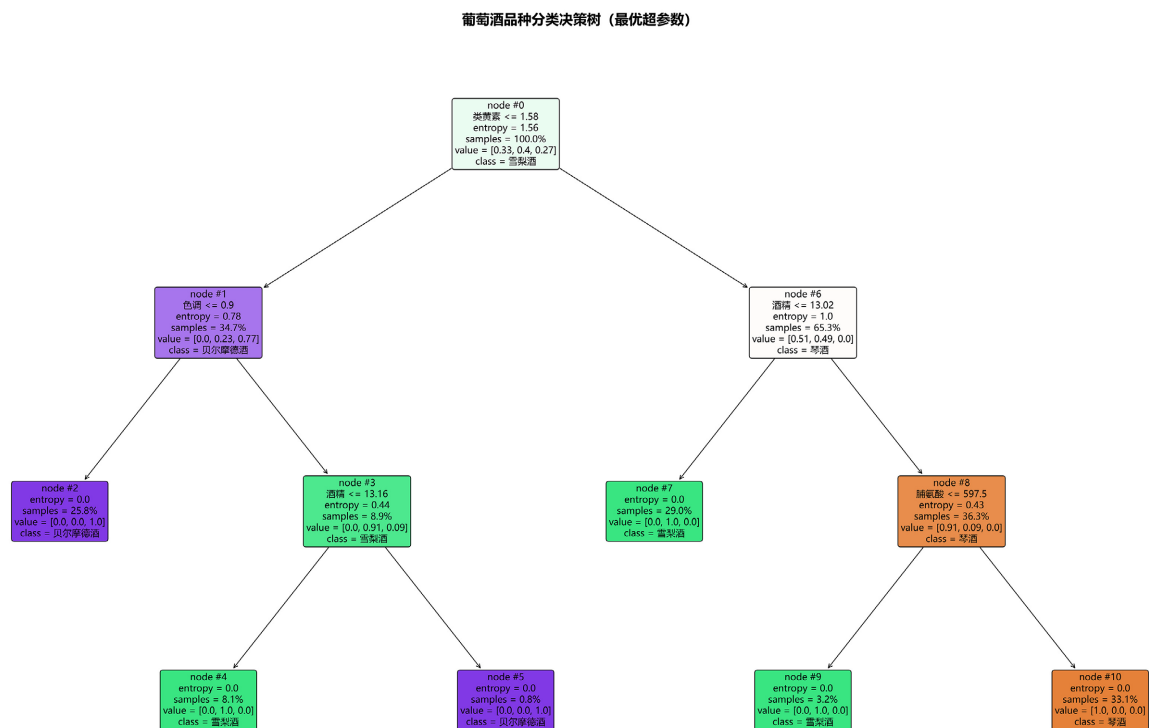 葡萄酒品种分类决策树（最优超参数）
node #0
类黄素 <= 1.58
entropy = 1.56
samples = 100.0%
value = [0.33, 0.4, 0.27]
class = 雪梨酒
node #1
色调 <= 0.9
entropy = 0.78
samples = 34.7%
value = [0.0, 0.23, 0.77]
class = 贝尔摩德酒
node #6
酒精 <= 13.02
entropy = 1.0
samples = 65.3%
value = [0.51, 0.49, 0.0]
class = 琴酒
node #2
entropy = 0.0
samples = 25.8%
value = [0.0, 0.0, 1.0]
class = 贝尔摩德酒
node #3
酒精 <= 13.16
entropy = 0.44
samples = 8.9%
value = [0.0, 0.91, 0.09]
class = 雪梨酒
node #7
entropy = 0.0
samples = 29.0%
value = [0.0, 1.0, 0.0]
class = 雪梨酒
node #8
脯氨酸 <= 597.5
entropy = 0.43
samples = 36.3%
value = [0.91, 0.09, 0.0]
class = 琴酒
node #4
entropy = 0.0
samples = 8.1%
value = [0.0, 1.0, 0.0]
class = 雪梨酒
node #5
entropy = 0.0
samples = 0.8%
value = [0.0, 0.0, 1.0]
class = 贝尔摩德酒
node #9
entropy = 0.0
samples = 3.2%
value = [0.0, 1.0, 0.0]
class = 雪梨酒
node #10
entropy = 0.0
samples = 33.1%
value = [1.0, 0.0, 0.0]
class = 琴酒